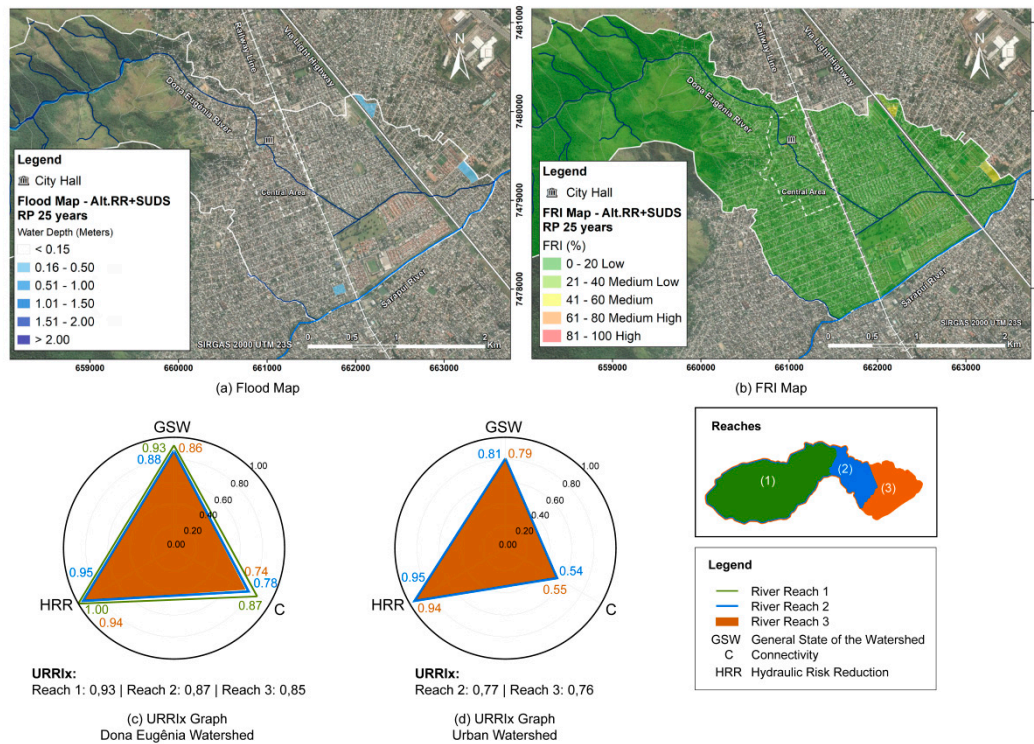 7481000
7480000
7479000
7478000
N
Railway Line
Via Light Highway
Dona Eugênia River
Central Area
Sarapuí River
Legend
City Hall
Flood Map - Alt.RR+SUDS
RP 25 years
Water Depth (Meters)
< 0.15
0.16 - 0.50
0.51 - 1.00
1.01 - 1.50
1.51 - 2.00
> 2.00
SIRGAS 2000 UTM 23S
0 0.5 1 2
Km
659000 660000 661000 662000 663000
(a) Flood Map
N
Railway Line
Via Light Highway
Dona Eugênia River
Central Area
Sarapuí River
Legend
City Hall
FRI Map - Alt.RR+SUDS
RP 25 years
FRI (%)
0 - 20 Low
21 - 40 Medium Low
41 - 60 Medium
61 - 80 Medium High
81 - 100 High
SIRGAS 2000 UTM 23S
0 0.5 1 2
Km
659000 660000 661000 662000 663000
(b) FRI Map
GSW
0.93 0.86
0.88
1.00
0.80
0.60
0.40
0.20
0.00
0.95
HRR
1.00
0.94
0.74
0.78
0.87
C
URRIx:
Reach 1: 0,93 | Reach 2: 0,87 | Reach 3: 0,85
(c) URRIx Graph
Dona Eugênia Watershed
GSW
0.81 0.79
1.00
0.80
0.60
0.40
0.20
0.00
0.95
HRR
0.94
0.54
0.55
C
URRIx:
Reach 2: 0,77 | Reach 3: 0,76
(d) URRIx Graph
Urban Watershed
Reaches
(1)
(2)
(3)
Legend
River Reach 1
River Reach 2
River Reach 3
GSW General State of the Watershed
C Connectivity
HRR Hydraulic Risk Reduction